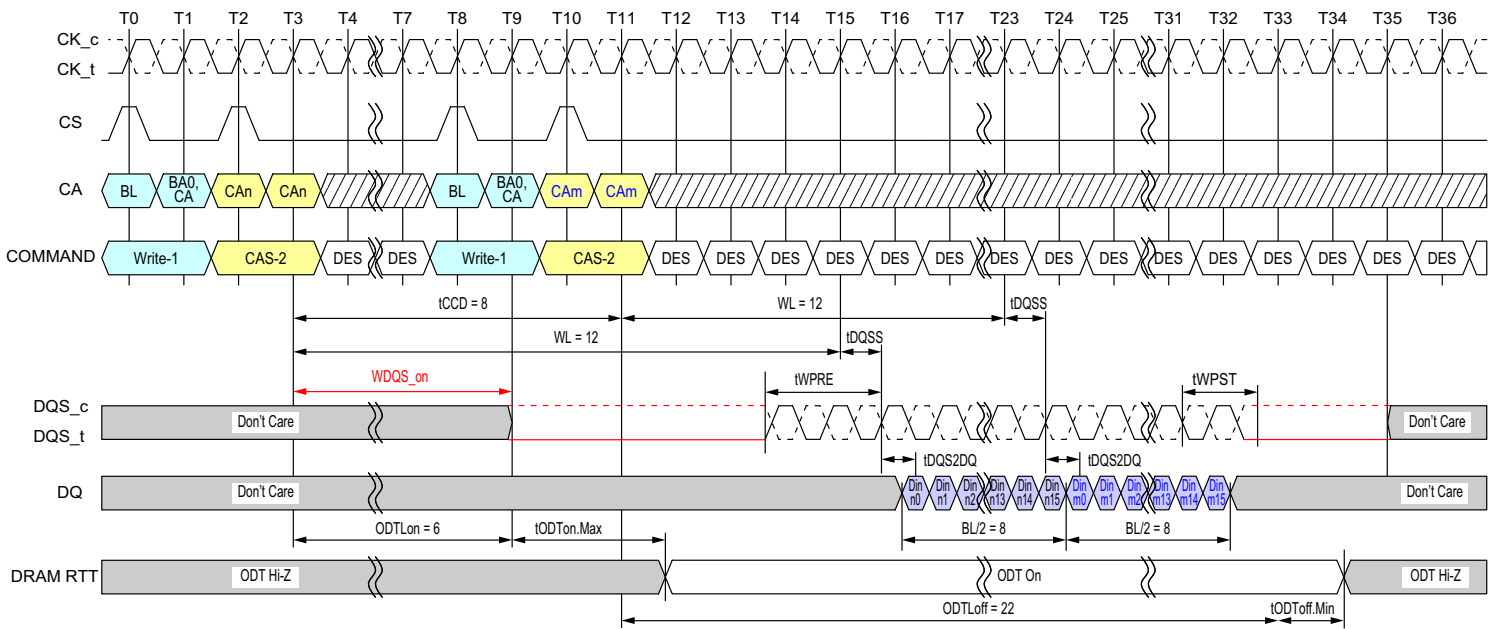 T0 T1 T2 T3 T4 T7 T8 T9 T10 T11 T12 T13 T14 T15 T16 T17 T23 T24 T25 T31 T32 T33 T34 T35 T36
CK_c
CK_t
CS
CA BL BA0, CA CAn CAn BL BA0, CA CAm CAm
COMMAND Write-1 CAS-2 DES DES Write-1 CAS-2 DES DES DES DES DES DES DES DES DES DES DES DES DES DES DES
tCCD = 8 WL = 12 tDQSS
WL = 12 tDQSS
WDQS_on tWPRE tWPST
DQS_c
DQS_t
Don't Care Don't Care
tDQS2DQ tDQS2DQ
DQ Don't Care Din n0 Din n1 Din n2 Din n13 Din n14 Din n15 Din m0 Din m1 Din m2 Din m13 Din m14 Din m15 Don't Care
ODTLon = 6 tODTon.Max BL/2 = 8 BL/2 = 8
DRAM RTT ODT Hi-Z ODT On ODT Hi-Z
ODTLoff = 22 tODToff.Min